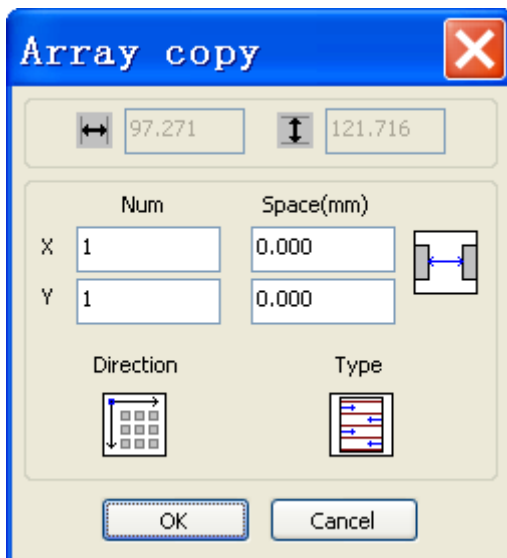 Array copy
97.271 121.716
Num Space(mm)
X 1 0.000
Y 1 0.000
Direction Type
OK Cancel